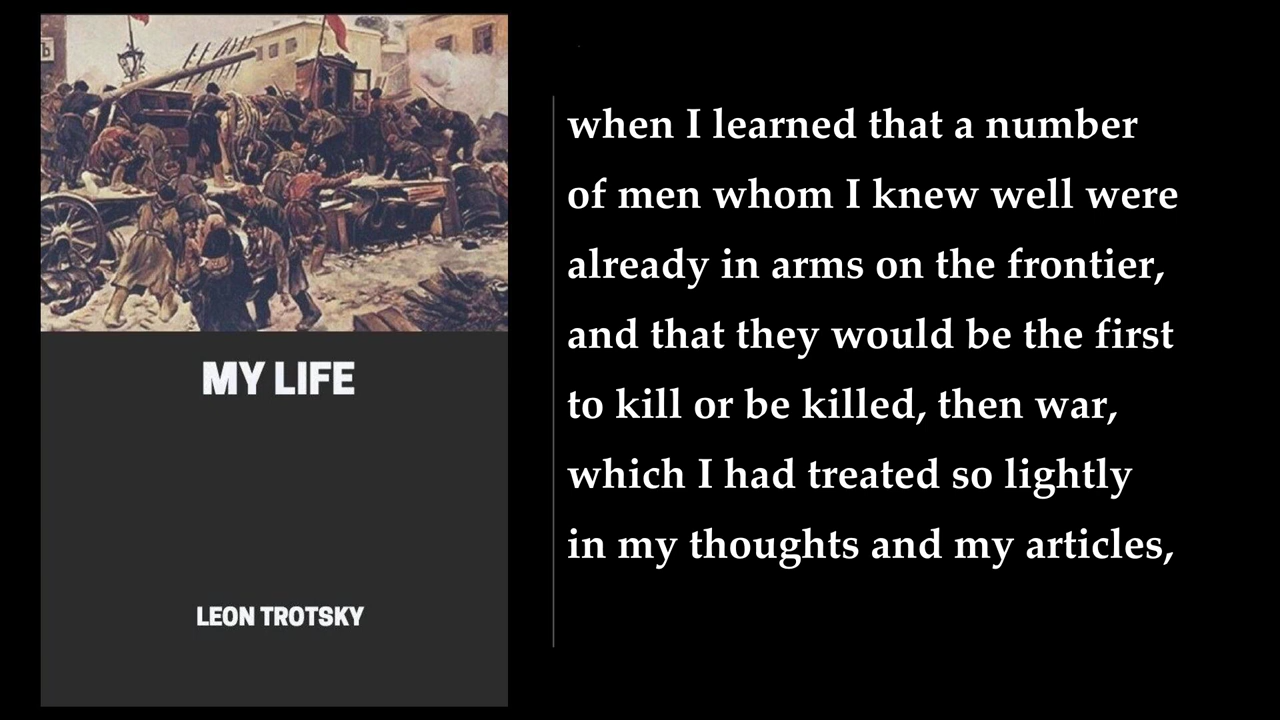 MY LIFE
LEON TROTSKY
when I learned that a number
of men whom I knew well were
already in arms on the frontier,
and that they would be the first
to kill or be killed, then war,
which I had treated so lightly
in my thoughts and my articles,